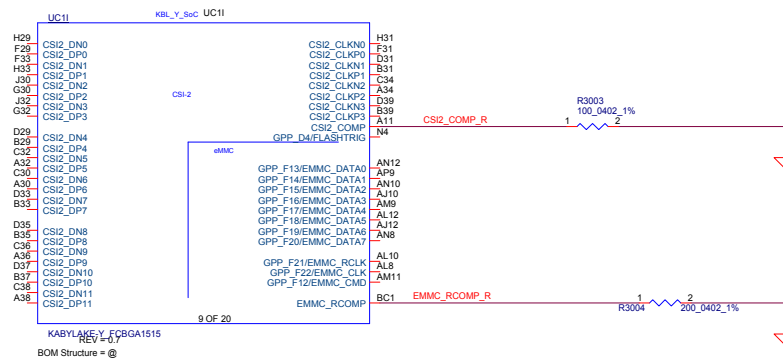 UC1I
KBL_Y_SoC
UC1I
H29 CSI2_DN0
F29 CSI2_DP0
F33 CSI2_DN1
H33 CSI2_DP1
J30 CSI2_DN2
G30 CSI2_DP2
J32 CSI2_DN3
G32 CSI2_DP3
D29 CSI2_DN4
B29 CSI2_DP4
C32 CSI2_DN5
A32 CSI2_DP5
C30 CSI2_DN6
A30 CSI2_DP6
D33 CSI2_DN7
B33 CSI2_DP7
D35 CSI2_DN8
B35 CSI2_DP8
C36 CSI2_DN9
A36 CSI2_DP9
D37 CSI2_DN10
B37 CSI2_DP10
C38 CSI2_DN11
A38 CSI2_DP11
CSI-2
eMMC
CSI2_CLKN0 H31
CSI2_CLKP0 F31
CSI2_CLKN1 D31
CSI2_CLKP1 B31
CSI2_CLKN2 C34
CSI2_CLKP2 A34
CSI2_CLKN3 D39
CSI2_CLKP3 B39
CSI2_COMP A11
GPP_D4/FLASHTRIG N4
GPP_F13/EMMC_DATA0 AN12
GPP_F14/EMMC_DATA1 AP9
GPP_F15/EMMC_DATA2 AN10
GPP_F16/EMMC_DATA3 AJ10
GPP_F17/EMMC_DATA4 AM9
GPP_F18/EMMC_DATA5 AL12
GPP_F19/EMMC_DATA6 AJ12
GPP_F20/EMMC_DATA7 AN8
GPP_F21/EMMC_RCLK AL10
GPP_F22/EMMC_CLK AL8
GPP_F12/EMMC_CMD AM11
EMMC_RCOMP BC1
CSI2_COMP_R
R3003
100_0402_1%
1 2
EMMC_RCOMP_R
1 2
R3004 200_0402_1%
9 OF 20
KABYLAKE-Y_FCBGA1515
REV = 0.7
BOM Structure = @